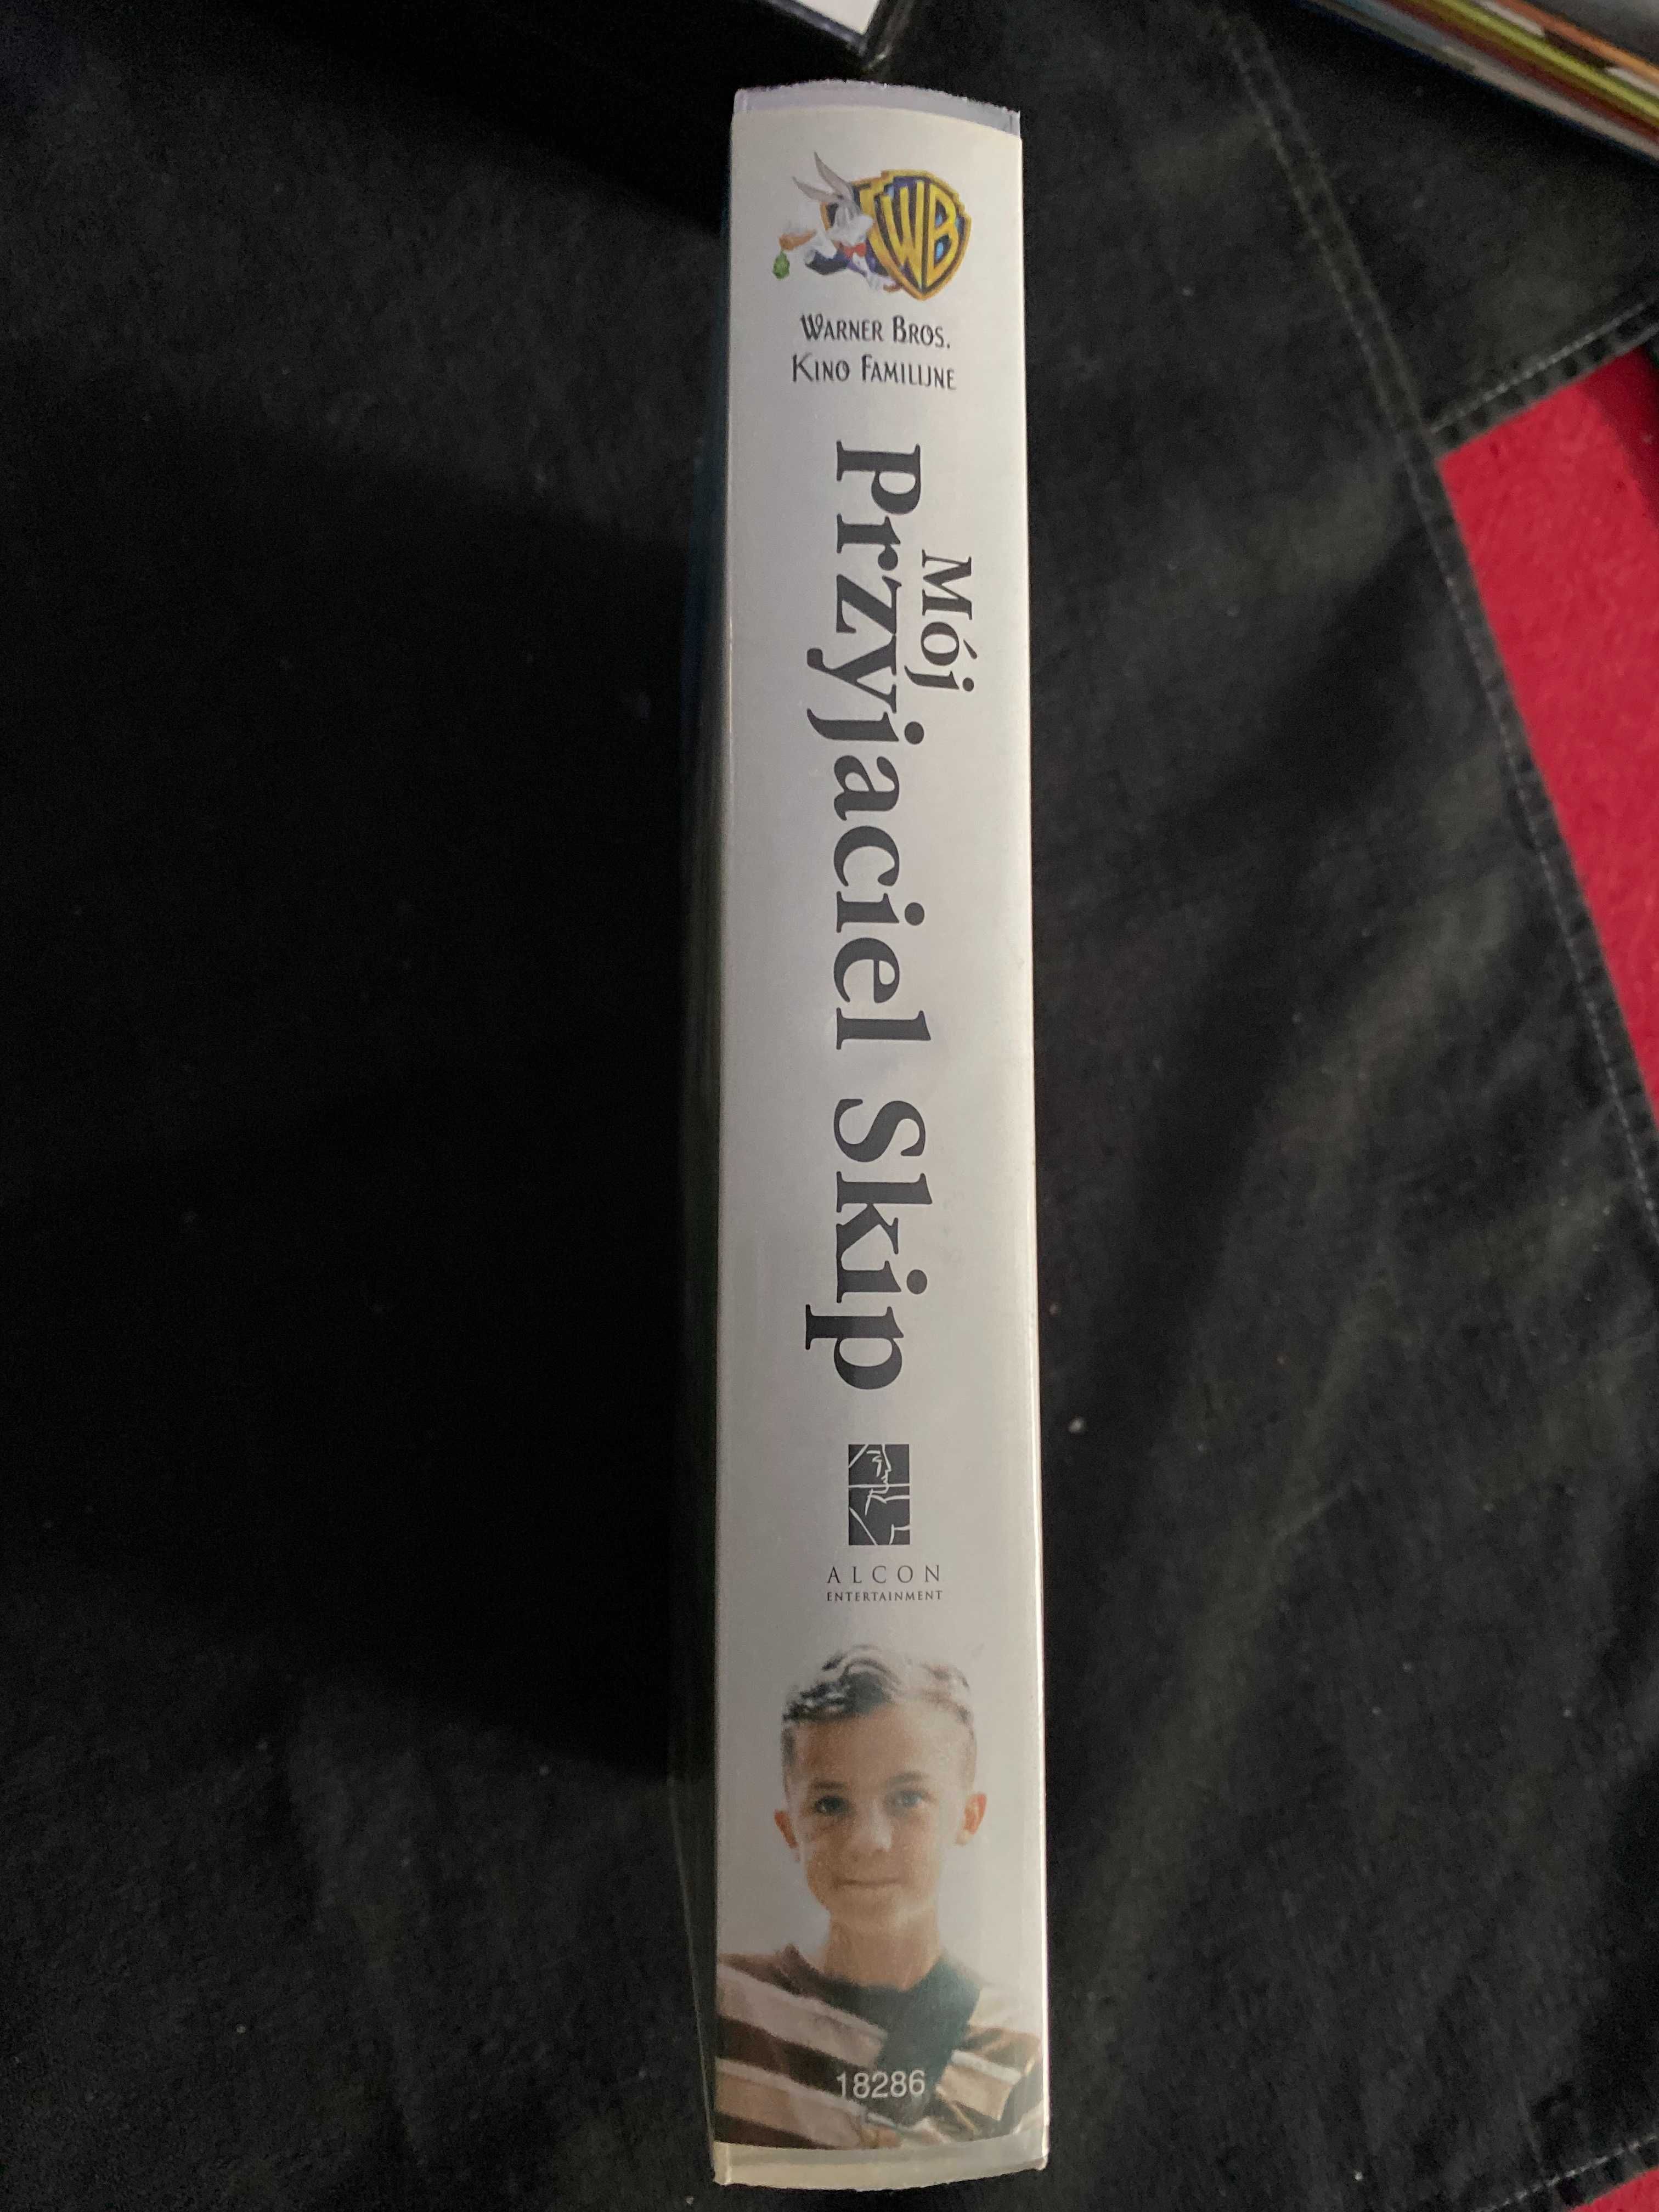 WB
WARNER BROS.
KINO FAMILIJNE
Mój
Przyjaciel Skip
ALCON
ENTERTAINMENT
18286